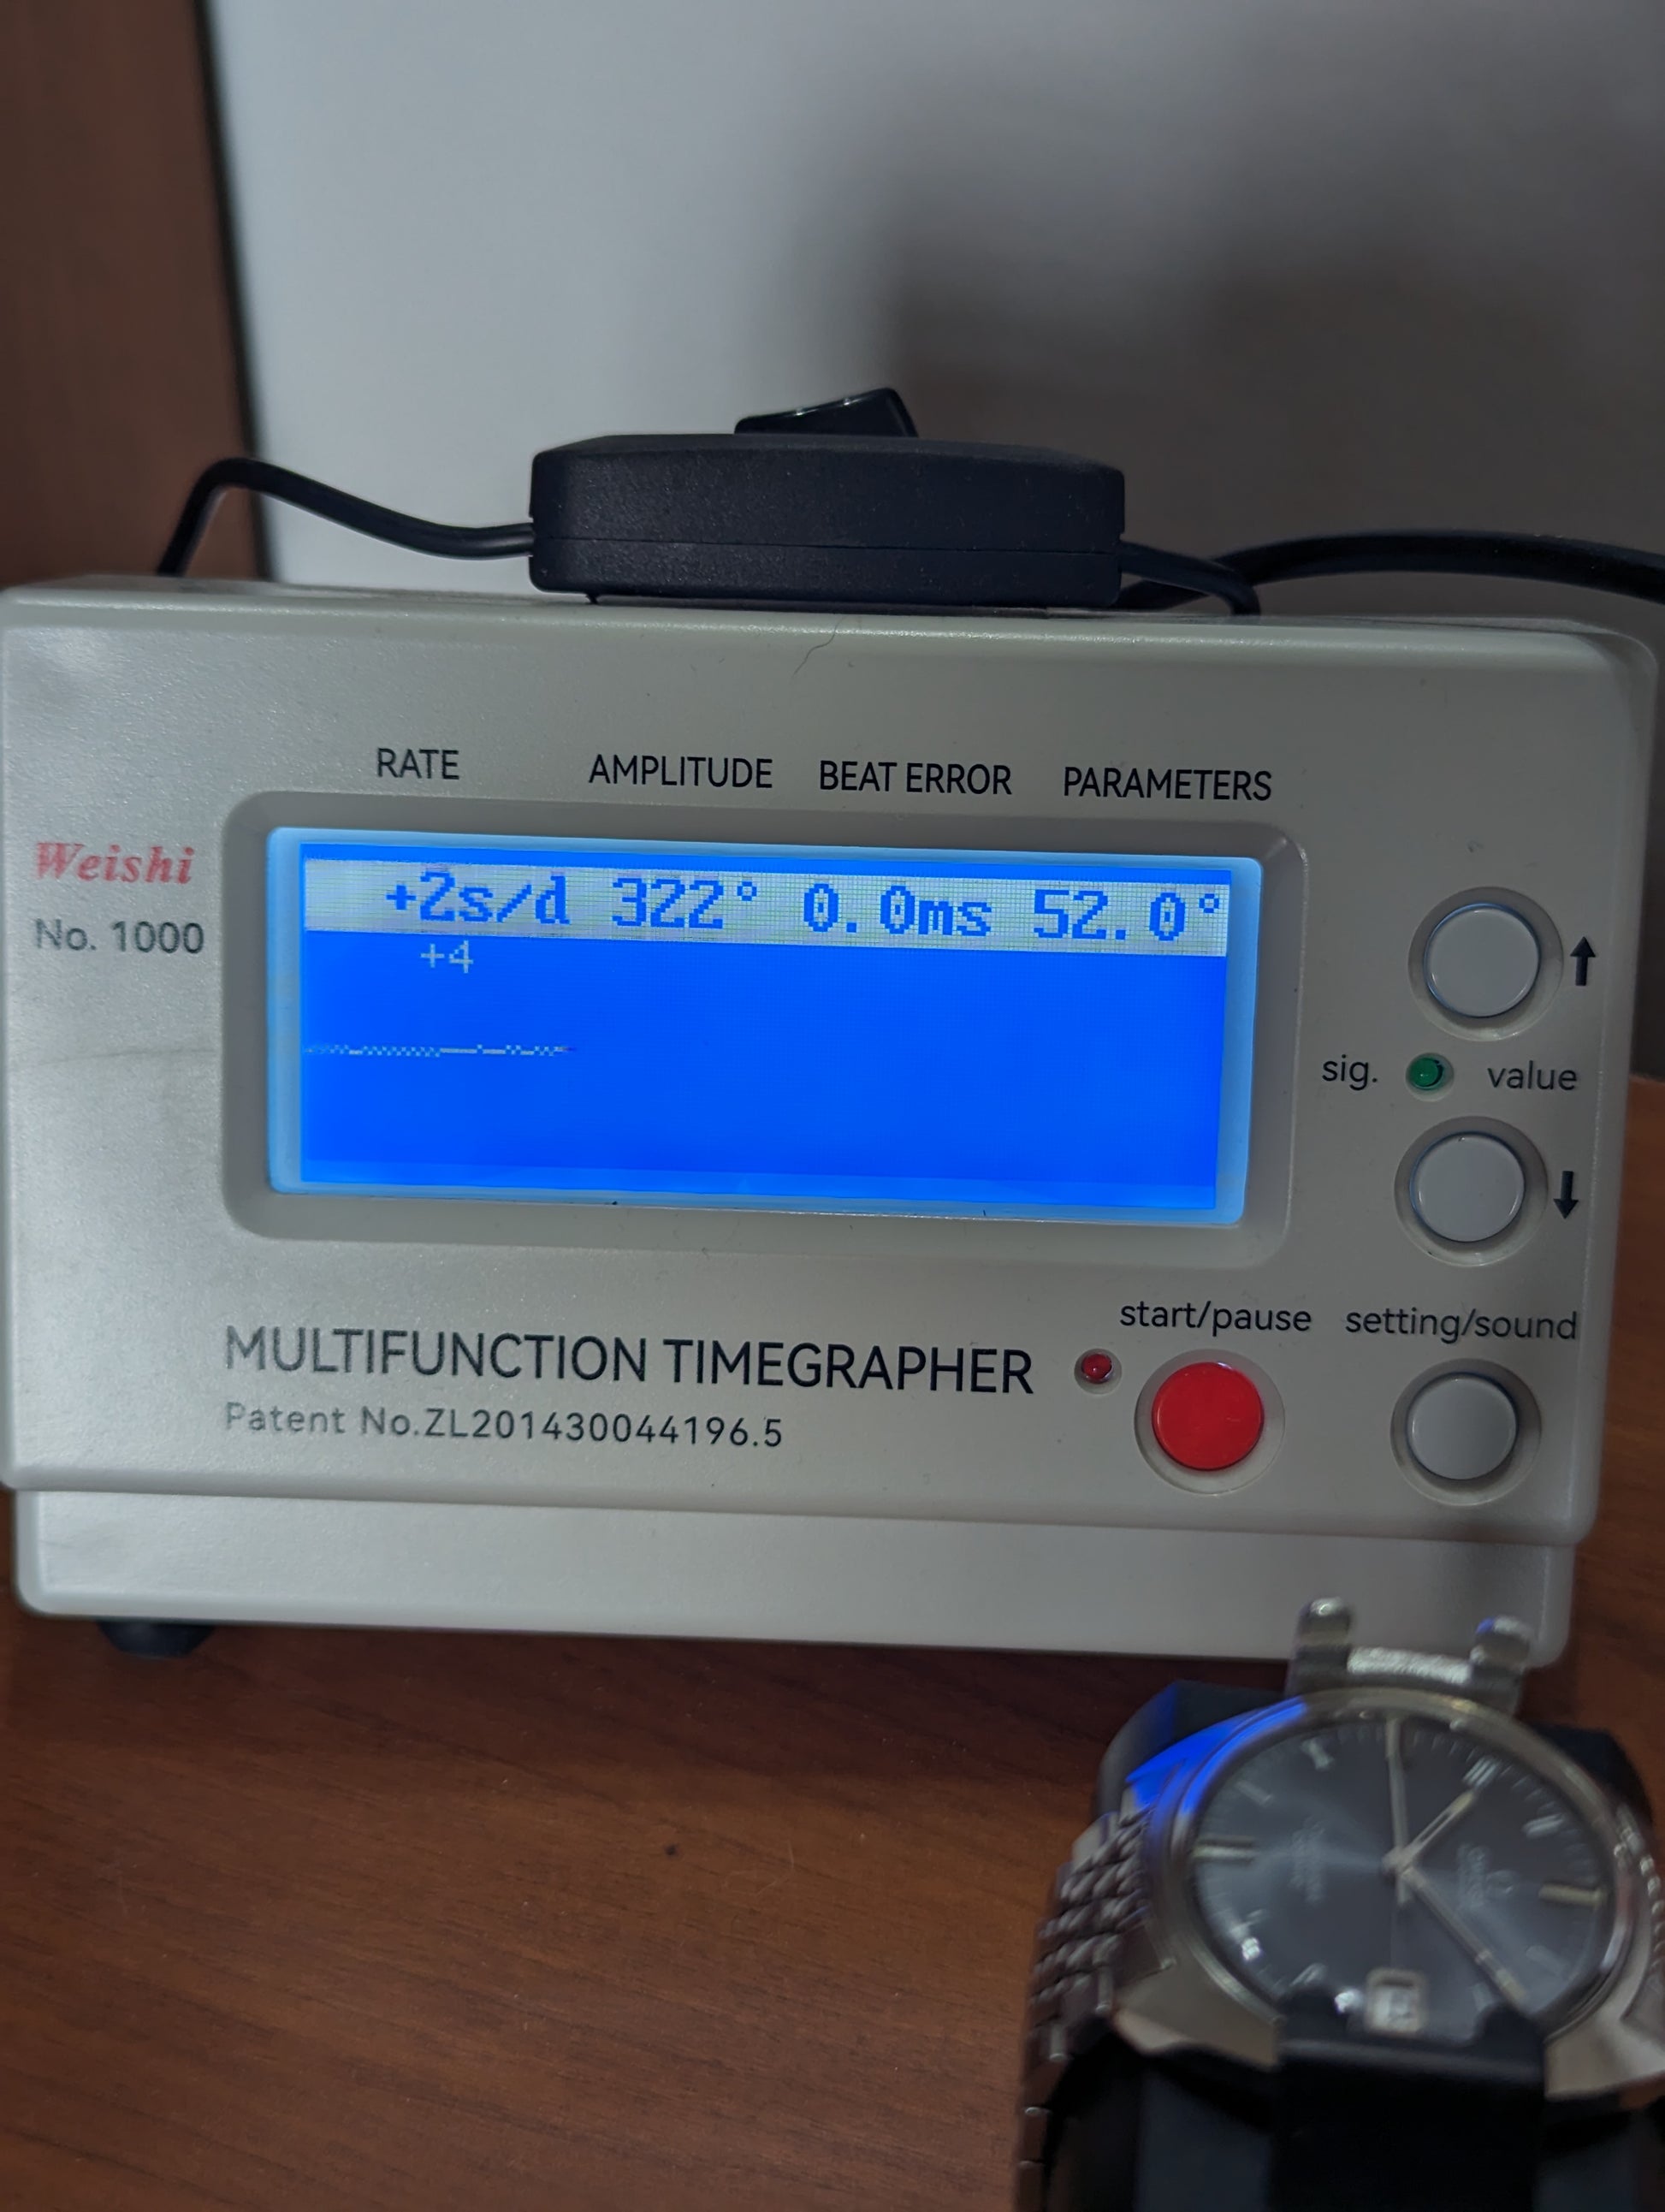 RATE AMPLITUDE BEAT ERROR PARAMETERS
Weishi
No. 1000
+2s/d 322° 0.0ms 52.0°
+4
sig. value
start/pause setting/sound
MULTIFUNCTION TIMEGRAPHER
Patent No.ZL201430044196.5